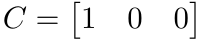 C = [1 0 0]